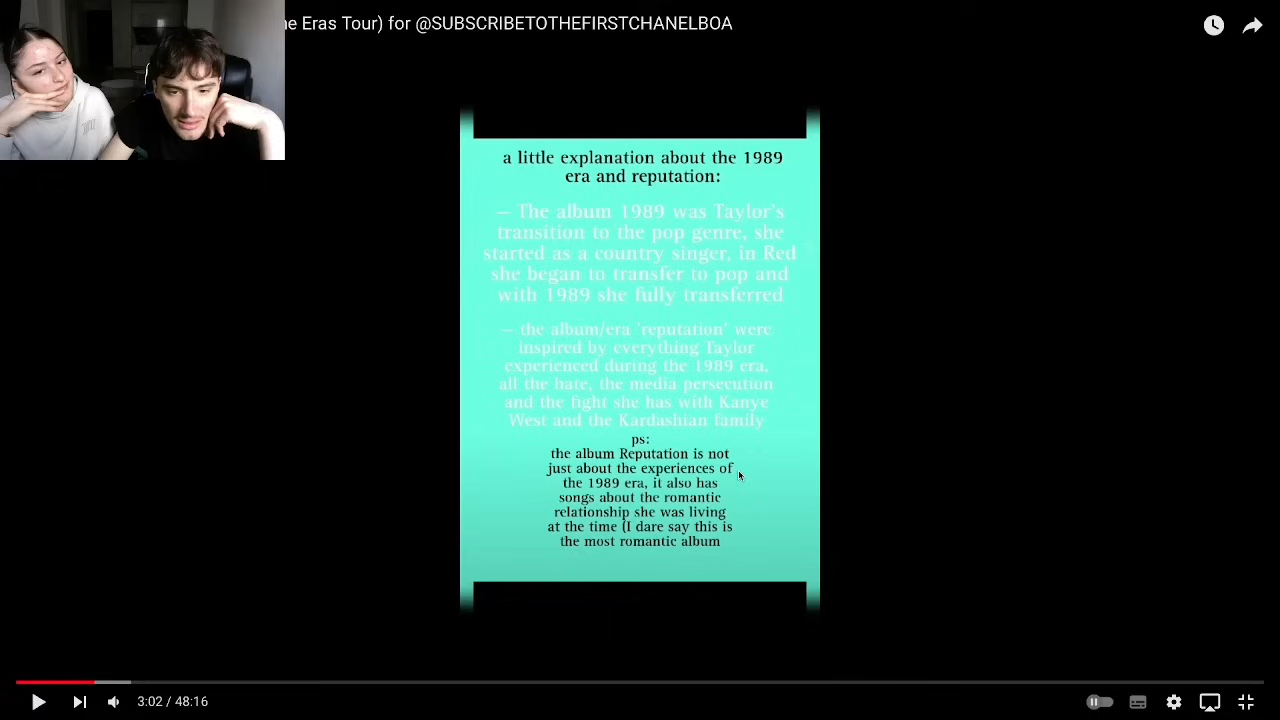 ne Eras Tour) for @SUBSCRIBETOTHEFIRSTCHANELBOA
a little explanation about the 1989
era and reputation:
— The album 1989 was Taylor's
transition to the pop genre, she
started as a country singer, in Red
she began to transfer to pop and
with 1989 she fully transferred
— the album/era 'reputation' were
inspired by everything Taylor
experienced during the 1989 era,
all the hate, the media persecution
and the fight she has with Kanye
West and the Kardashian family
ps:
the album Reputation is not
just about the experiences of
the 1989 era, it also has
songs about the romantic
relationship she was living
at the time (I dare say this is
the most romantic album
3:02 / 48:16